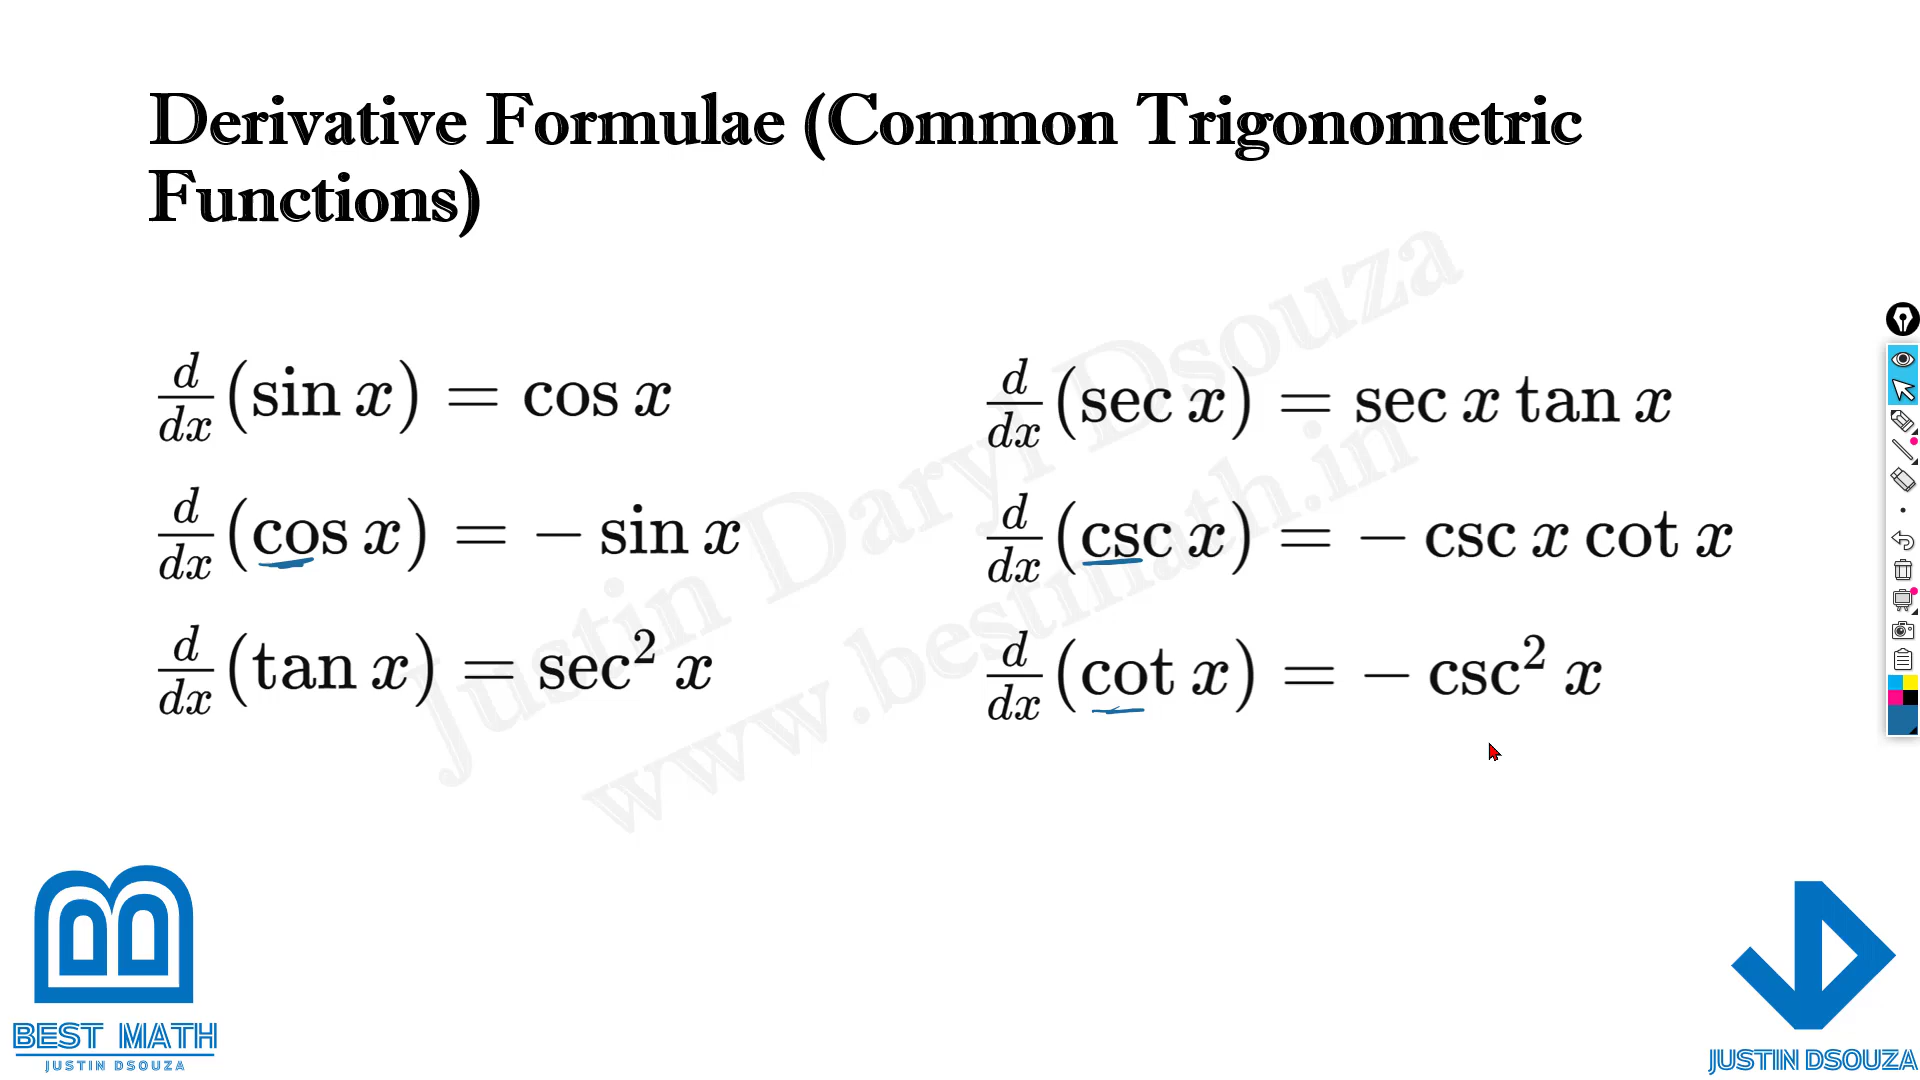 Derivative Formulae (Common Trigonometric
Functions)
d/dx (sin x) = cos x
d/dx (cos x) = − sin x
d/dx (tan x) = sec² x
d/dx (sec x) = sec x tan x
d/dx (csc x) = − csc x cot x
d/dx (cot x) = − csc² x
Justin Daryl Dsouza
www.bestmath.in
BEST MATH
JUSTIN DSOUZA
JUSTIN DSOUZA